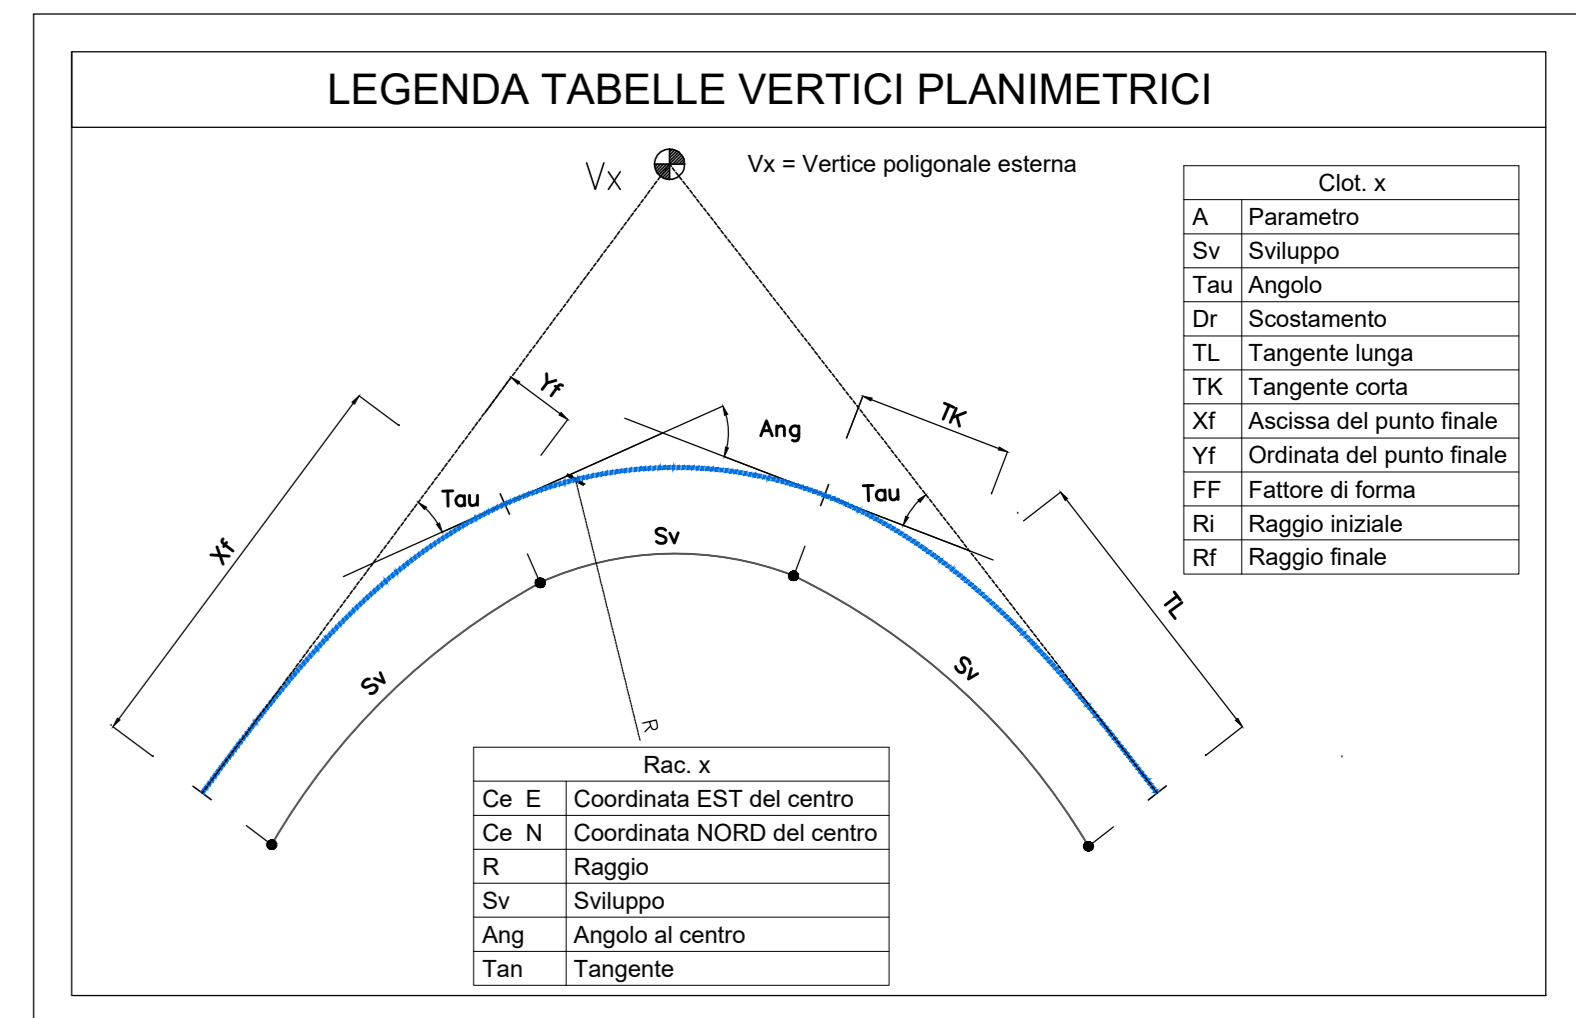 LEGENDA TABELLE VERTICI PLANIMETRICI
Vx
Vx = Vertice poligonale esterna
Clot. x
A Parametro
Sv Sviluppo
Tau Angolo
Dr Scostamento
TL Tangente lunga
TK Tangente corta
Xf Ascissa del punto finale
Yf Ordinata del punto finale
FF Fattore di forma
Ri Raggio iniziale
Rf Raggio finale
Yf
TK
Ang
Tau
Tau
Xf
Sv
TL
Sv
Sv
R
Rac. x
Ce E Coordinata EST del centro
Ce N Coordinata NORD del centro
R Raggio
Sv Sviluppo
Ang Angolo al centro
Tan Tangente